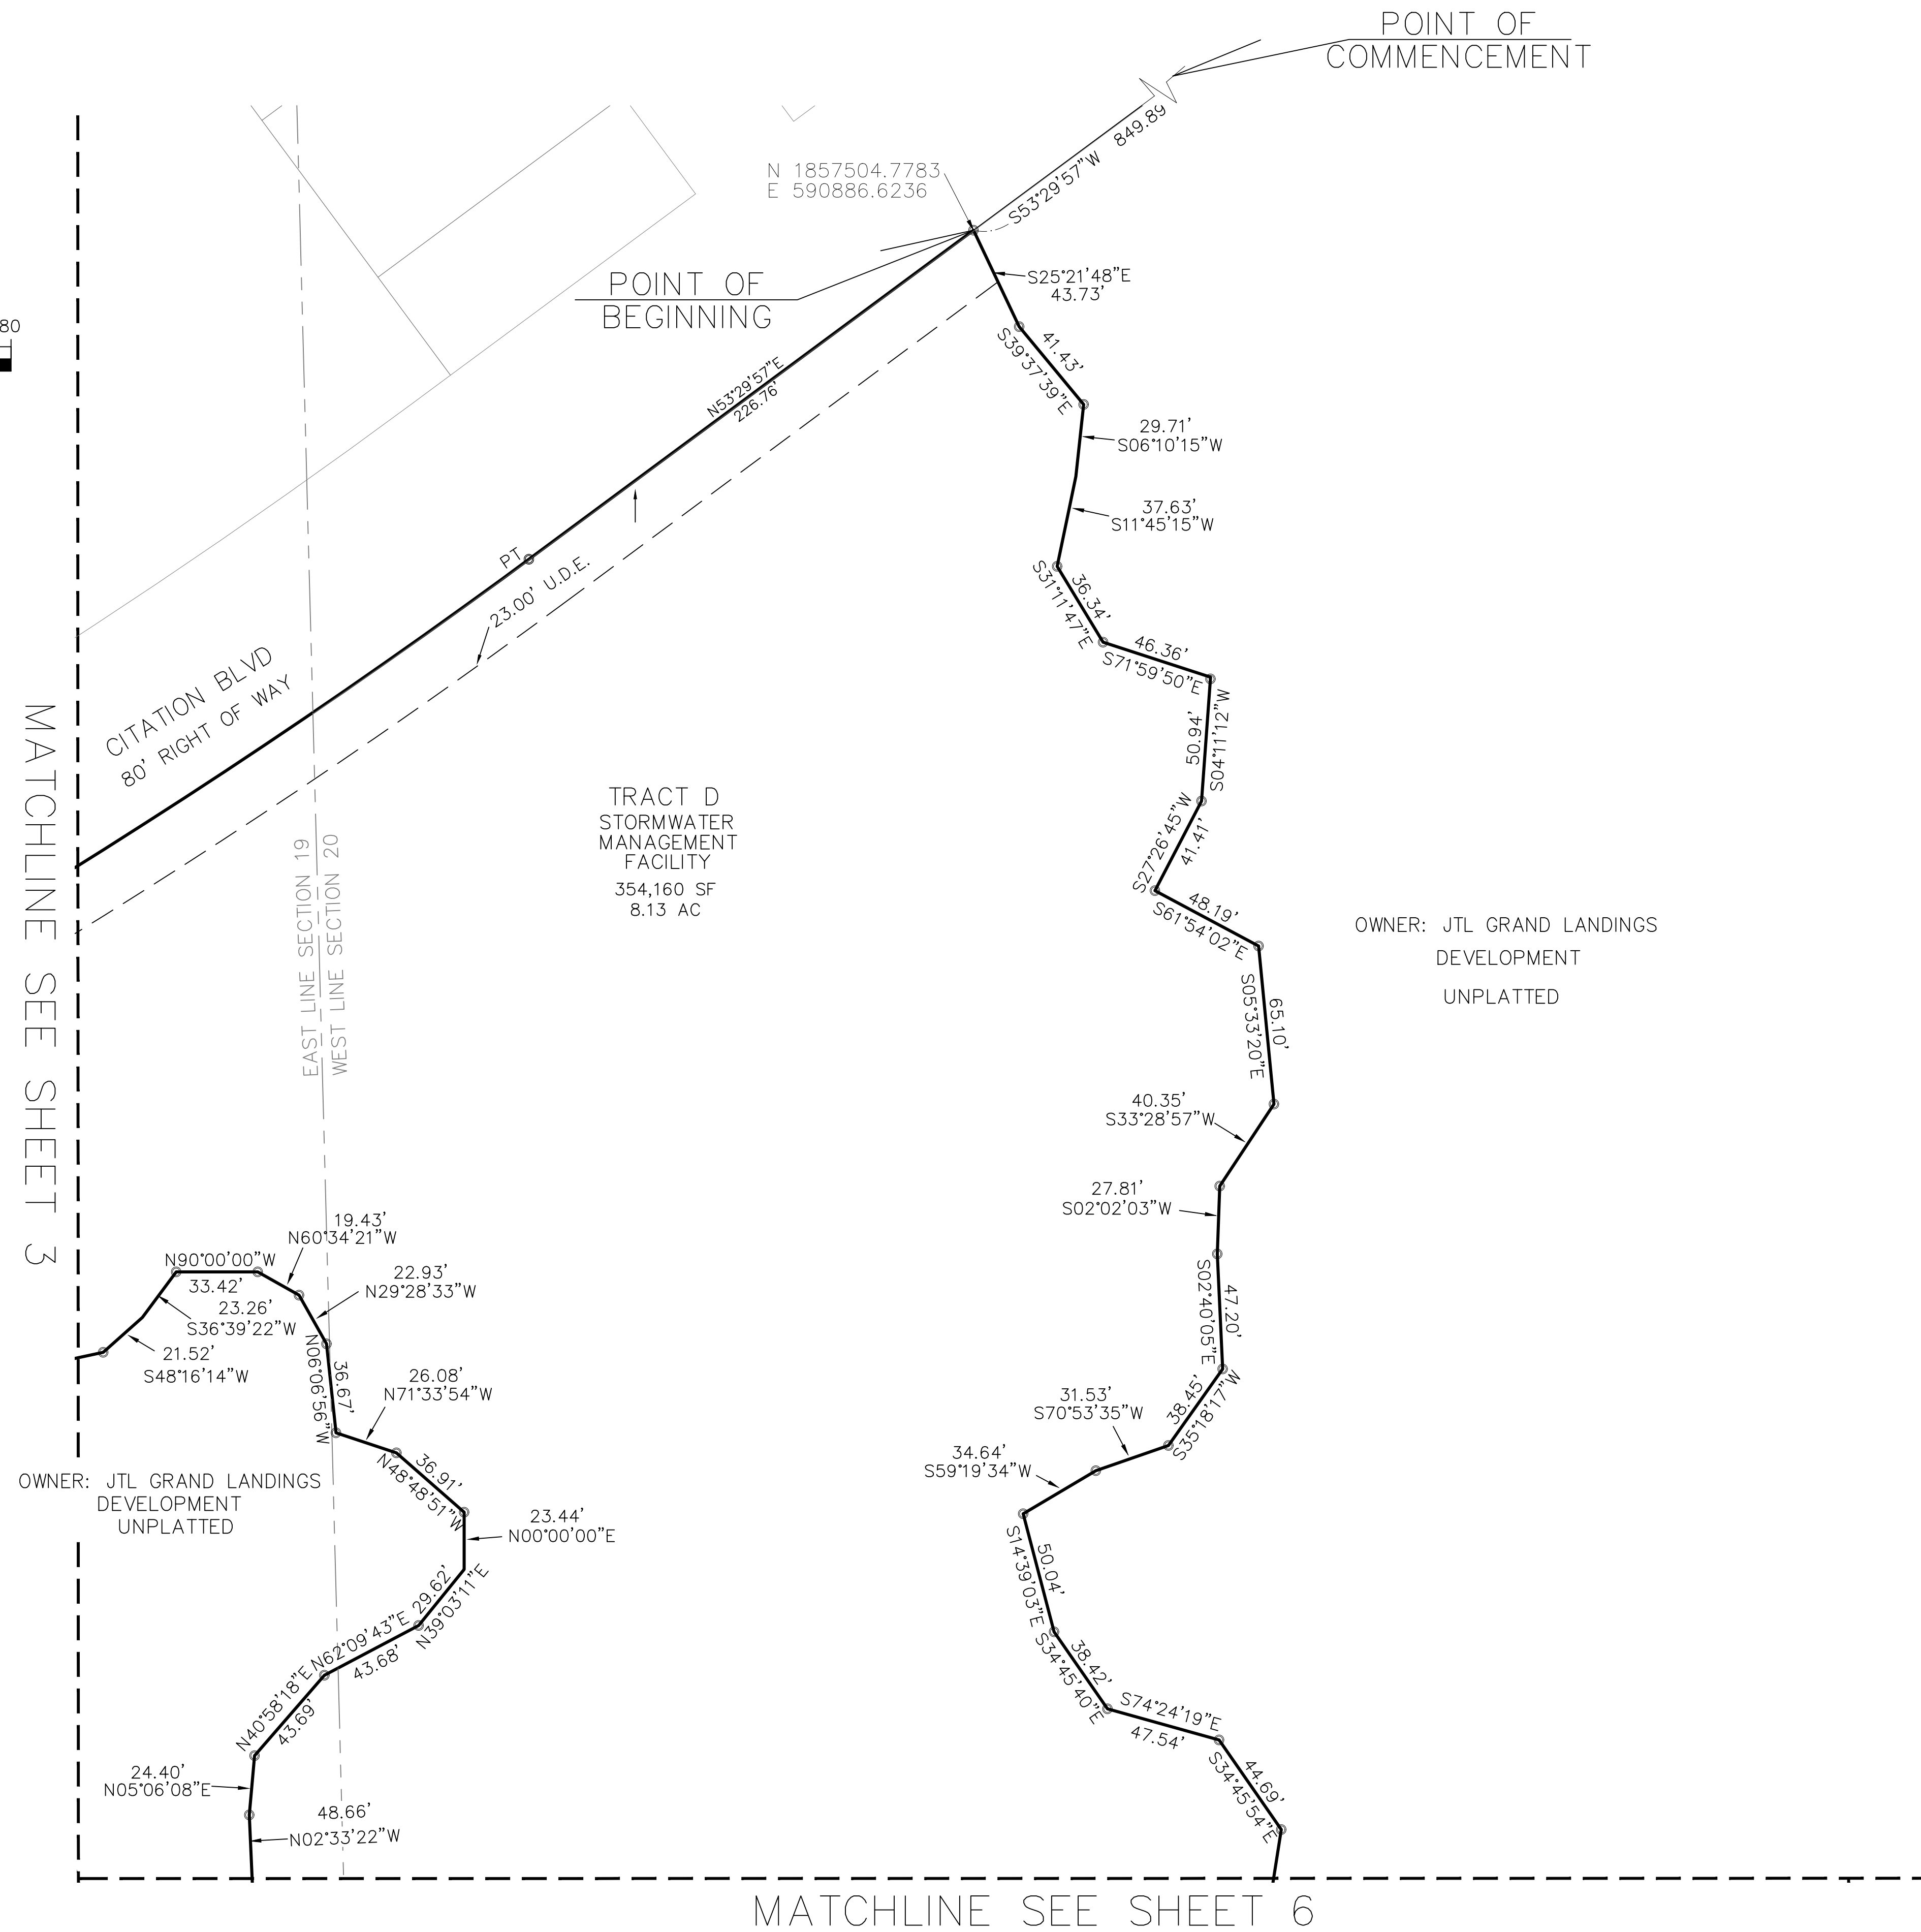 POINT OF
COMMENCEMENT
849.89
S53°29'57"W
N 1857504.7783
E 590886.6236
POINT OF
BEGINNING
80
S25°21'48"E
43.73'
41.43'
S39°37'39"E
N53°29'57"E
226.76'
29.71'
S06°10'15"W
37.63'
S11°45'15"W
PT
23.00' U.D.E.
36.34'
S31°11'47"E
46.36'
S71°59'50"E
CITATION BLVD
80' RIGHT OF WAY
50.94'
S04°11'12"W
MATCHLINE SEE SHEET 3
TRACT D
STORMWATER
MANAGEMENT
FACILITY
354,160 SF
8.13 AC
S27°26'45"W
41.41'
EAST LINE SECTION 19
WEST LINE SECTION 20
48.19'
S61°54'02"E
OWNER: JTL GRAND LANDINGS
DEVELOPMENT
UNPLATTED
65.10'
S05°33'20"E
40.35'
S33°28'57"W
27.81'
S02°02'03"W
19.43'
N60°34'21"W
N90°00'00"W
33.42'
22.93'
N29°28'33"W
23.26'
S36°39'22"W
21.52'
S48°16'14"W
N06°06'56"W
36.67'
26.08'
N71°33'54"W
47.20'
S02°40'05"E
38.45'
S35°18'17"W
31.53'
S70°53'35"W
34.64'
S59°19'34"W
OWNER: JTL GRAND LANDINGS
DEVELOPMENT
UNPLATTED
36.91'
N48°48'51"W
23.44'
N00°00'00"E
29.62'
N39°03'11"E
N62°09'43"E
43.68'
50.04'
S14°39'03"E
38.42'
S34°45'40"E
N40°58'18"E
43.69'
S74°24'19"E
47.54'
24.40'
N05°06'08"E
44.69'
S34°45'54"E
48.66'
N02°33'22"W
MATCHLINE SEE SHEET 6